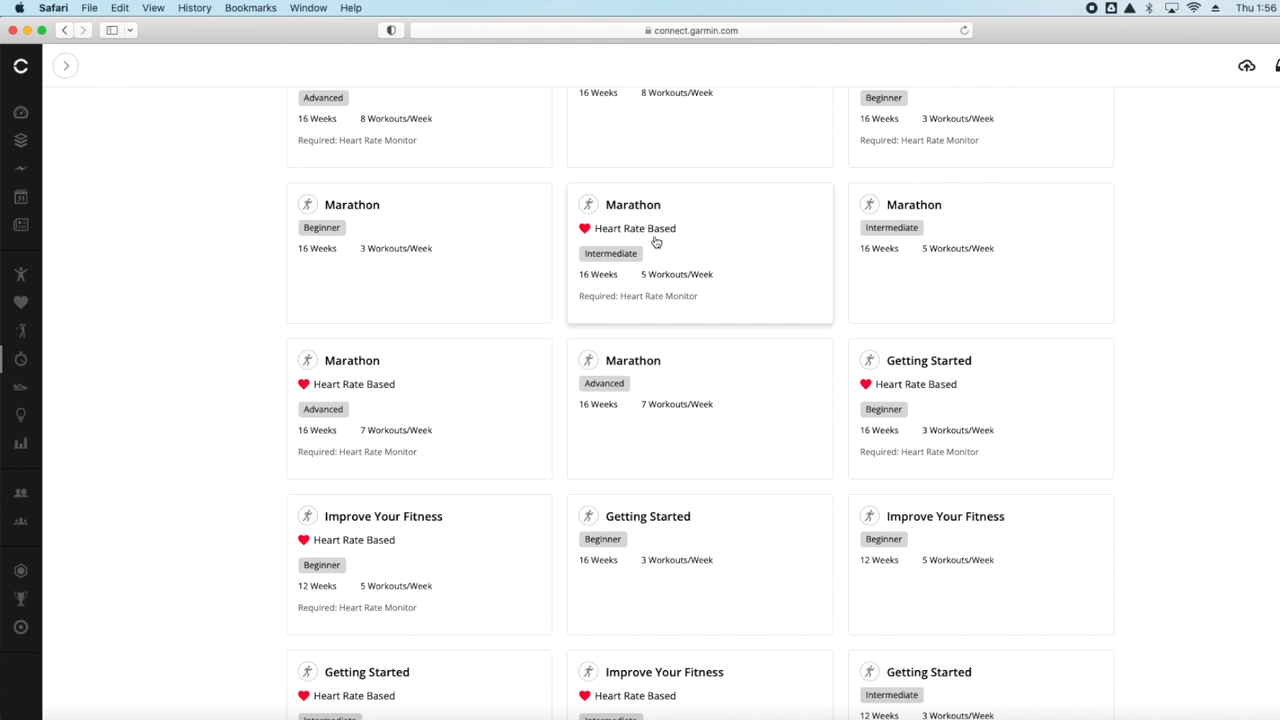 Safari File Edit View History Bookmarks Window Help Thu 1:56
connect.garmin.com
Advanced
16 Weeks 8 Workouts/Week
Required: Heart Rate Monitor
16 Weeks 8 Workouts/Week
Beginner
16 Weeks 3 Workouts/Week
Required: Heart Rate Monitor
Marathon
Beginner
16 Weeks 3 Workouts/Week
Marathon
Heart Rate Based
Intermediate
16 Weeks 5 Workouts/Week
Required: Heart Rate Monitor
Marathon
Intermediate
16 Weeks 5 Workouts/Week
Marathon
Heart Rate Based
Advanced
16 Weeks 7 Workouts/Week
Required: Heart Rate Monitor
Marathon
Advanced
16 Weeks 7 Workouts/Week
Getting Started
Heart Rate Based
Beginner
16 Weeks 3 Workouts/Week
Required: Heart Rate Monitor
Improve Your Fitness
Heart Rate Based
Beginner
12 Weeks 5 Workouts/Week
Required: Heart Rate Monitor
Getting Started
Beginner
16 Weeks 3 Workouts/Week
Improve Your Fitness
Beginner
12 Weeks 5 Workouts/Week
Getting Started
Heart Rate Based
Intermediate
Improve Your Fitness
Heart Rate Based
Intermediate
Getting Started
Intermediate
12 Weeks 3 Workouts/Week
31